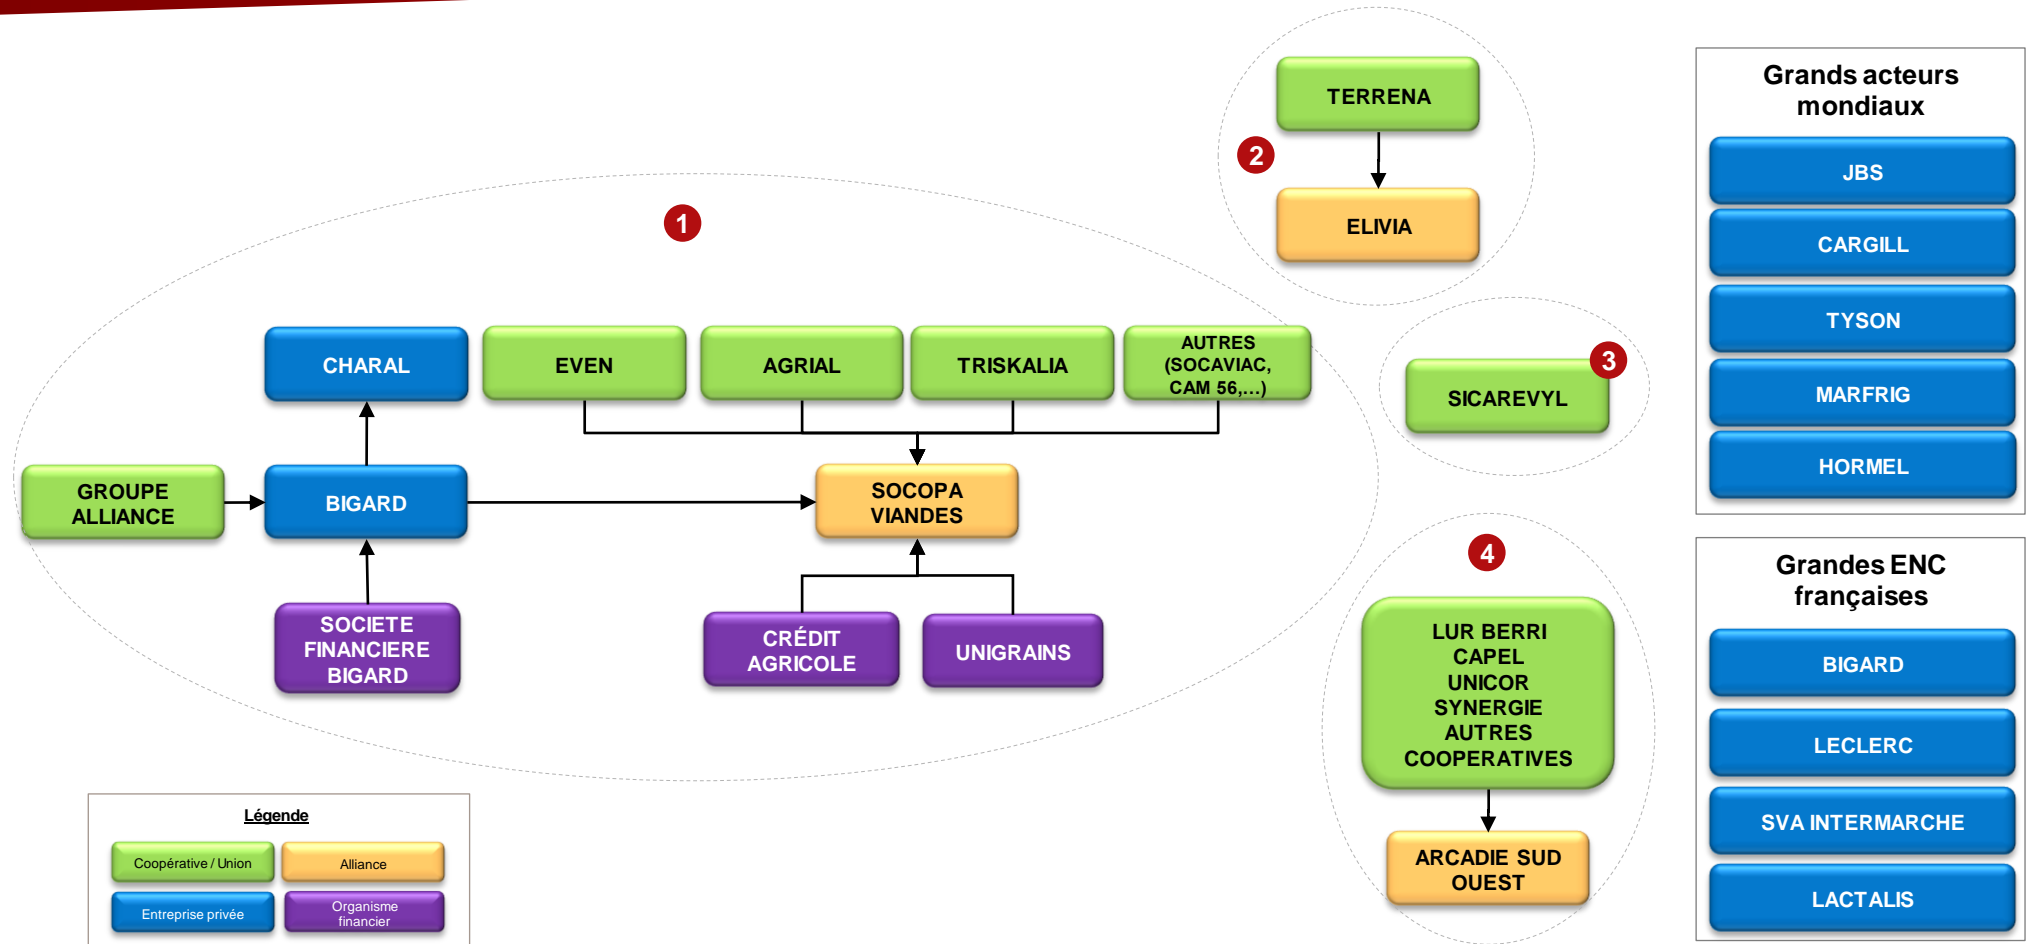 1
CHARAL
EVEN
AGRIAL
TRISKALIA
AUTRES
(SOCAVIAC,
CAM 56,...)
GROUPE
ALLIANCE
BIGARD
SOCOPA
VIANDES
SOCIETE
FINANCIERE
BIGARD
CRÉDIT
AGRICOLE
UNIGRAINS
2
TERRENA
ELIVIA
3
SICAREVYL
4
LUR BERRI
CAPEL
UNICOR
SYNERGIE
AUTRES
COOPERATIVES
ARCADIE SUD
OUEST
Grands acteurs
mondiaux
JBS
CARGILL
TYSON
MARFRIG
HORMEL
Grandes ENC
françaises
BIGARD
LECLERC
SVA INTERMARCHE
LACTALIS
Légende
Coopérative / Union
Alliance
Entreprise privée
Organisme
financier